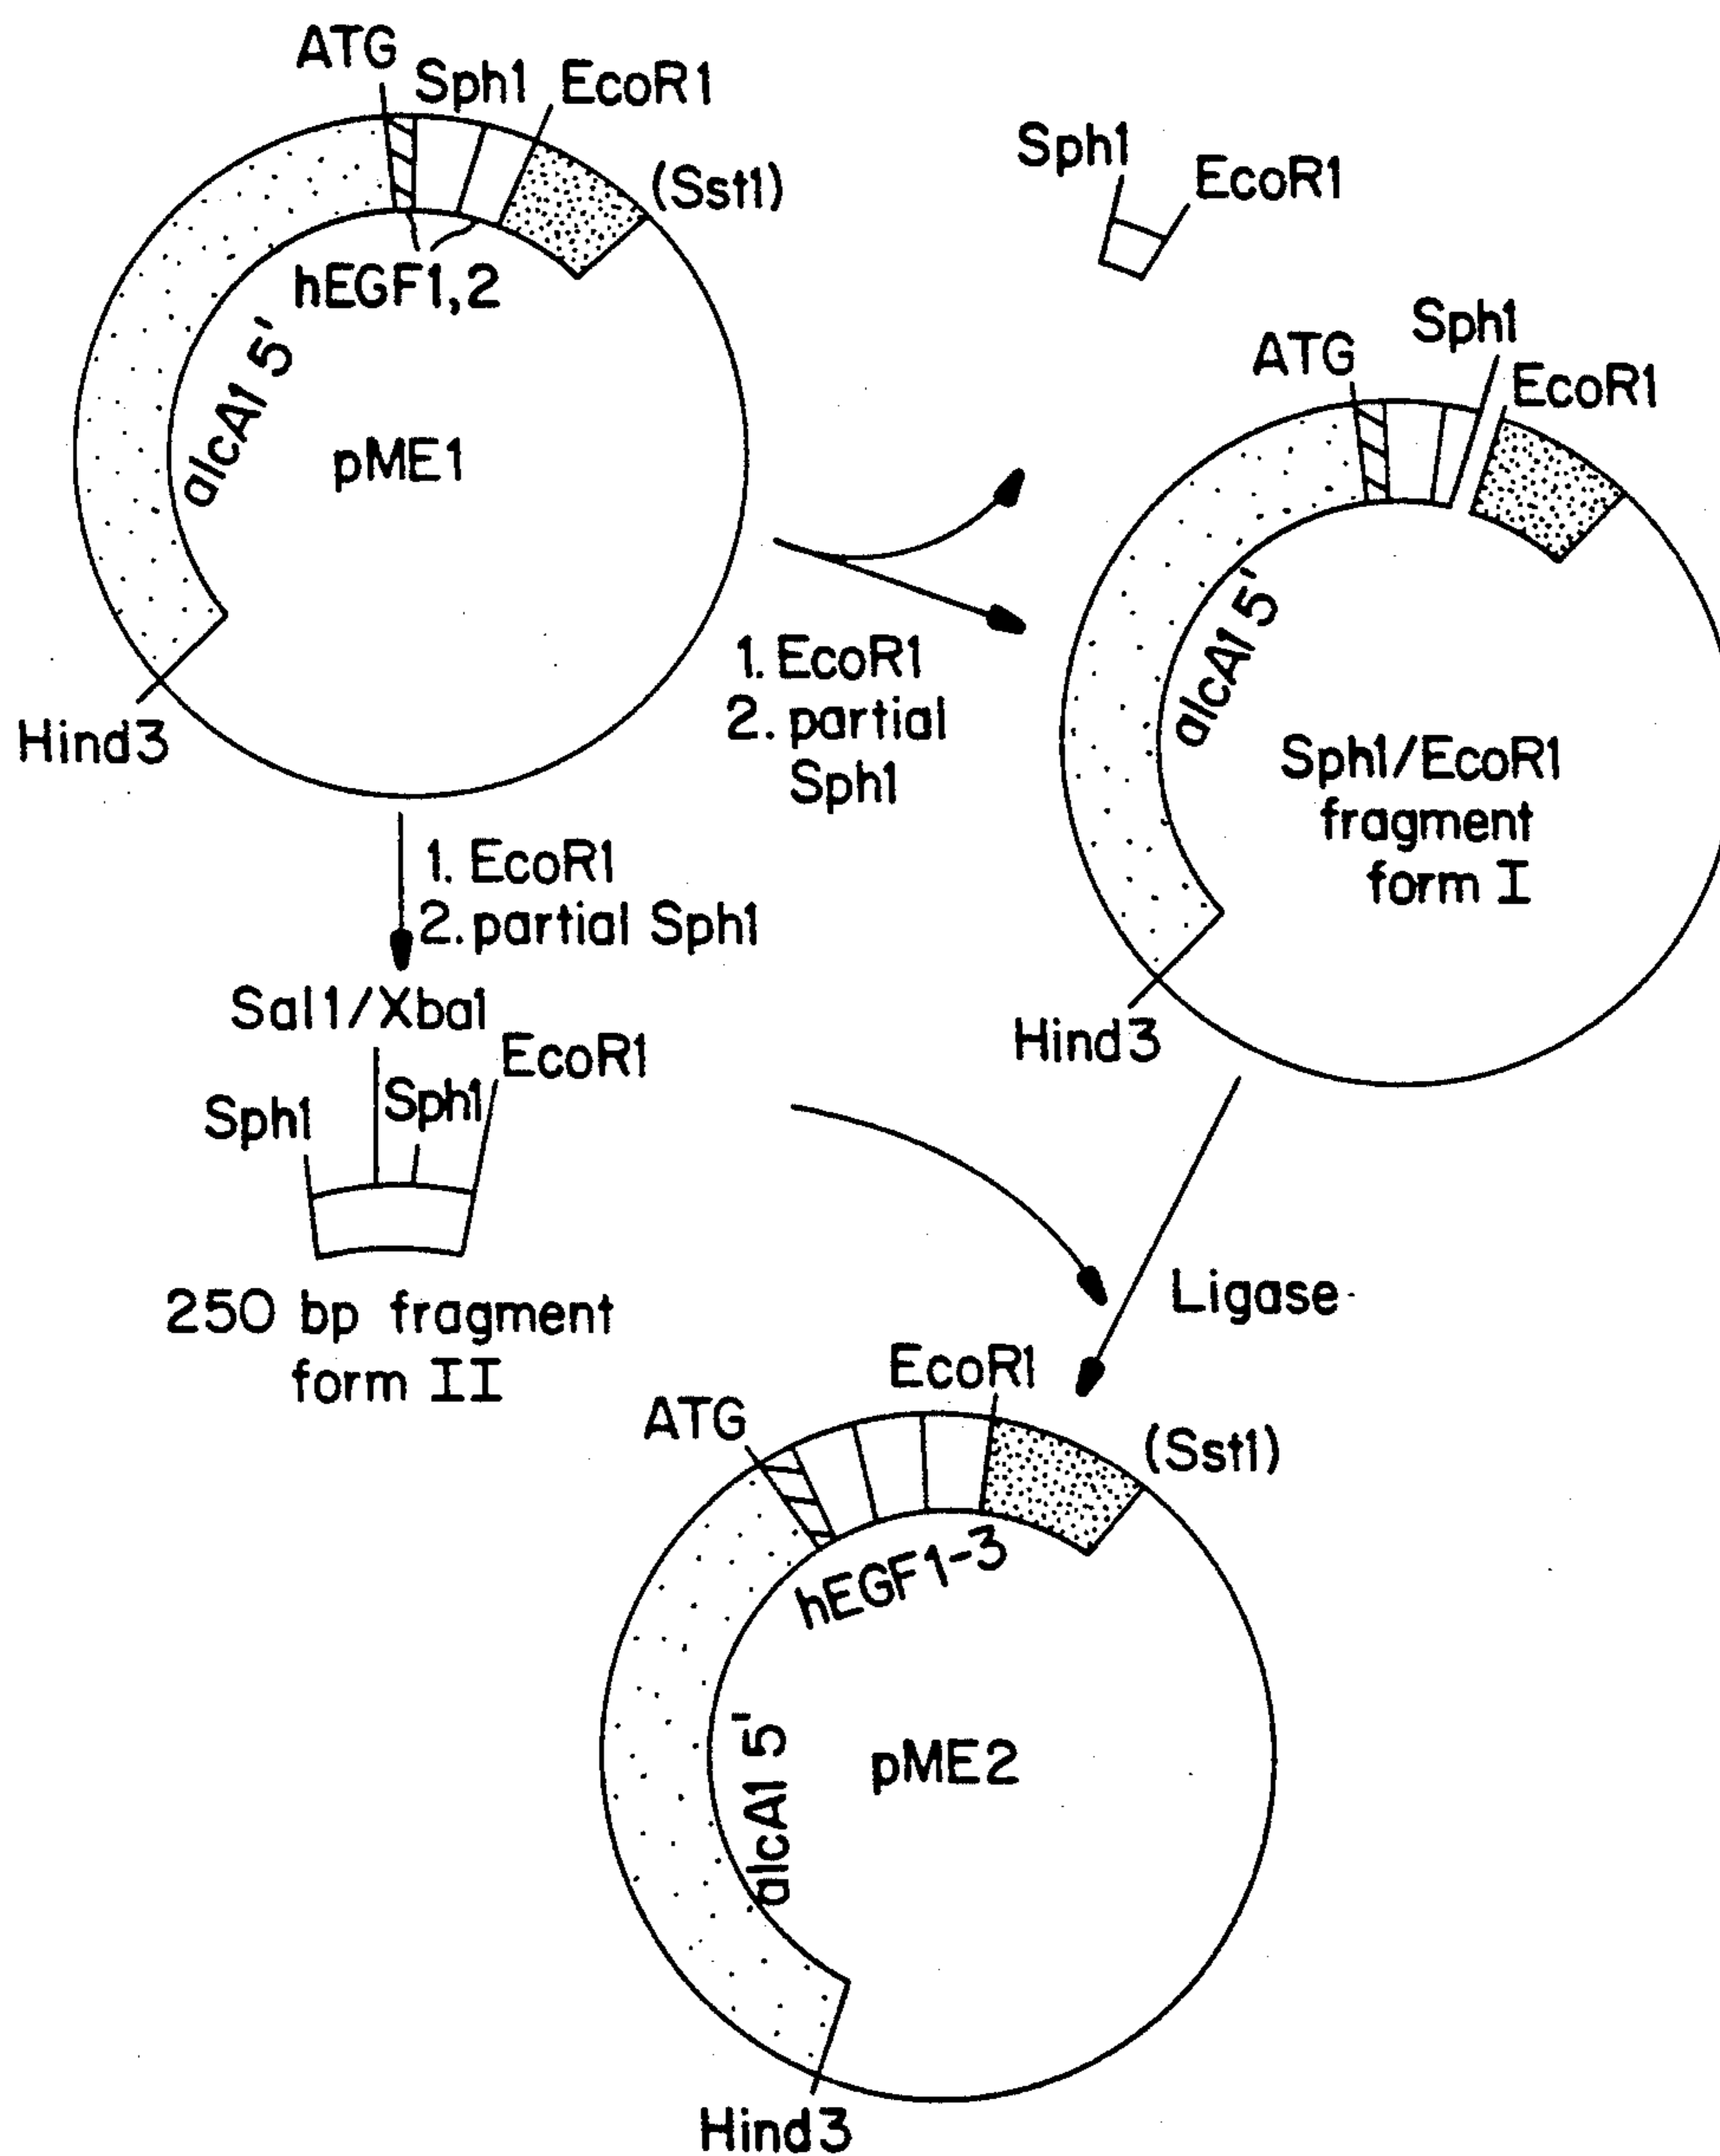 ATG
Sph1
EcoR1
(Sst1)
hEGF1,2
alcA1 5'
pME1
Hind3
1. EcoR1
2. partial
Sph1
Sph1
EcoR1
ATG
Sph1
EcoR1
alcA1 5'
Sph1/EcoR1
fragment
form I
Hind3
1. EcoR1
2. partial Sph1
Sal1/Xba1
EcoR1
Sph1
Sph1
250 bp fragment
form II
Ligase
ATG
EcoR1
(Sst1)
hEGF1-3
alcA1 5'
pME2
Hind3